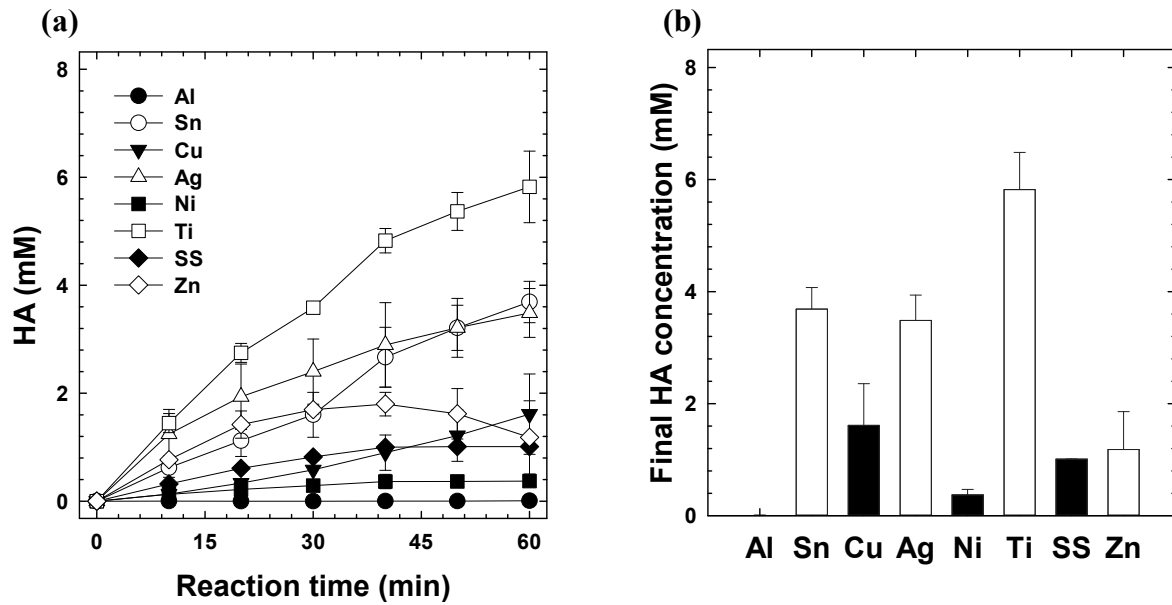 (a)
HA (mM)
8
6
4
2
0
Al
Sn
Cu
Ag
Ni
Ti
SS
Zn
0 15 30 45 60
Reaction time (min)
(b)
Final HA concentration (mM)
8
6
4
2
0
Al Sn Cu Ag Ni Ti SS Zn